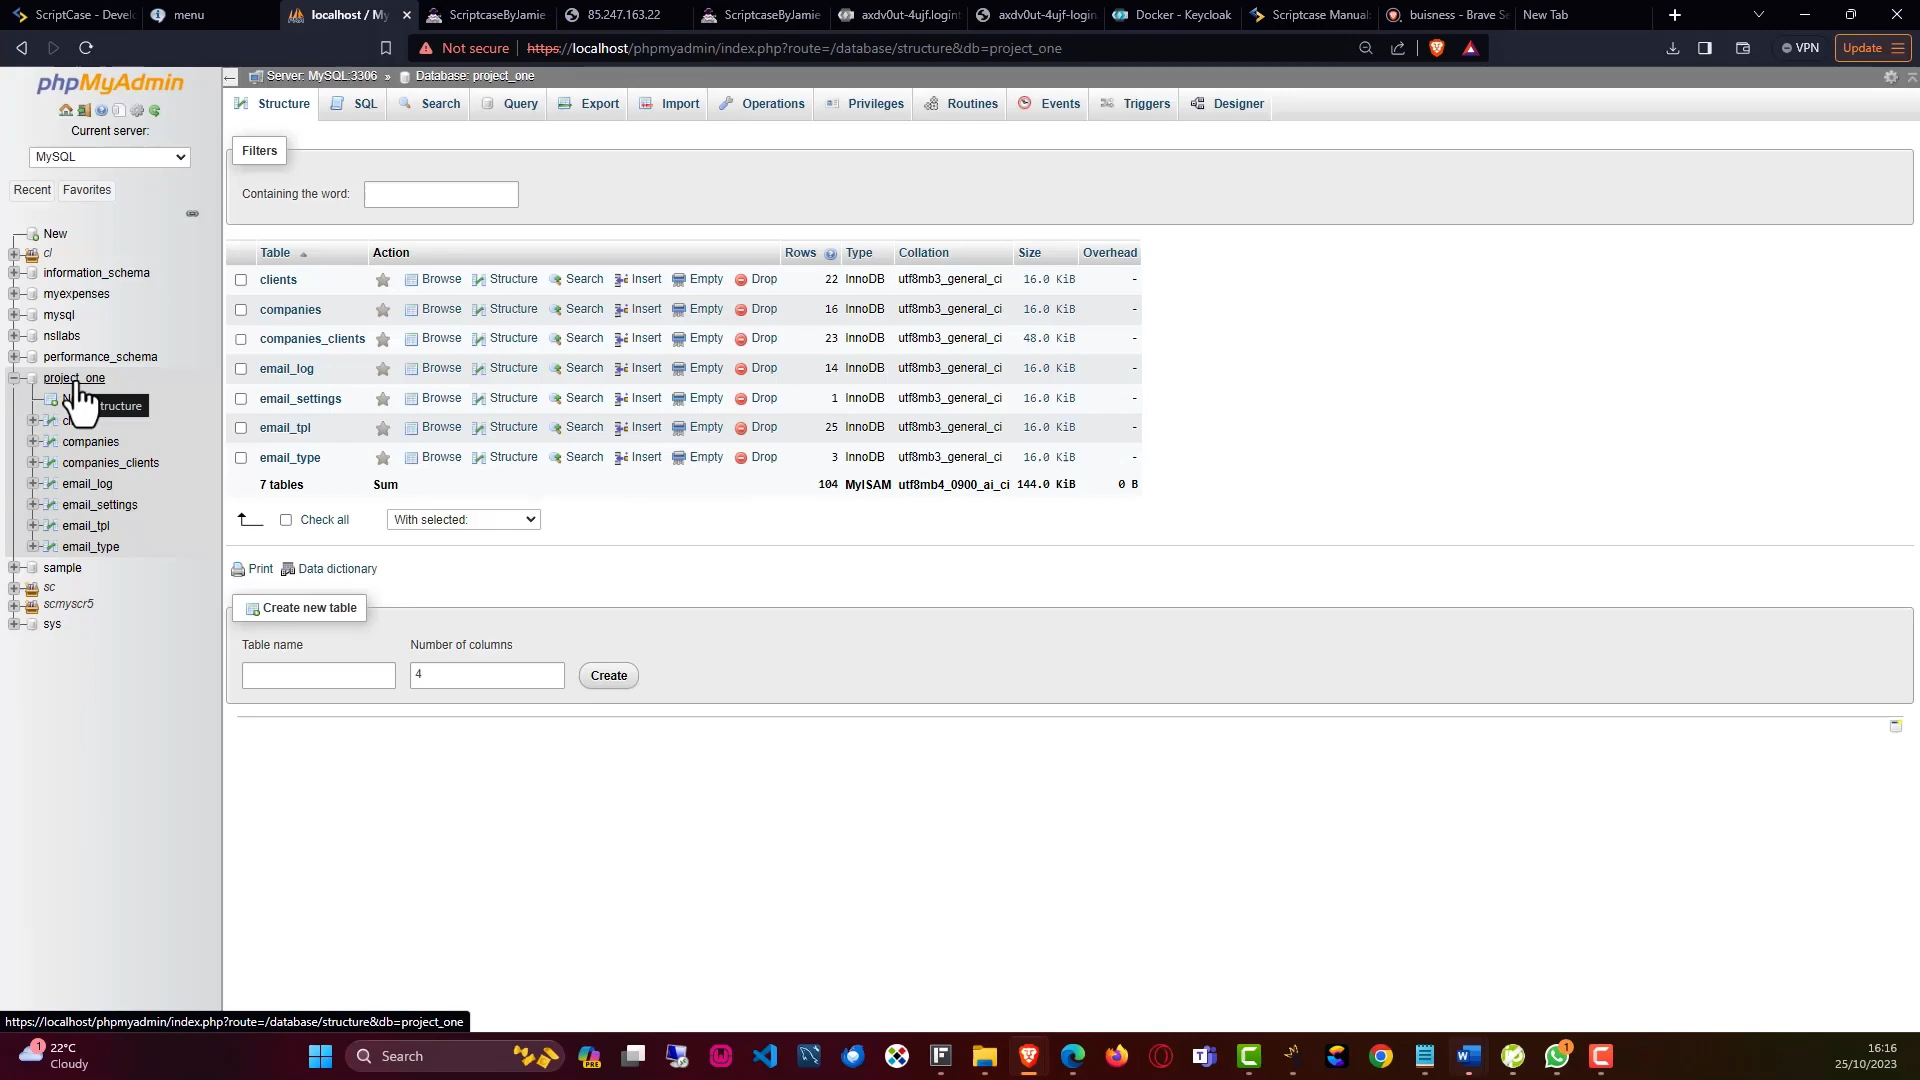 ScriptCase - Devel
menu
localhost / My
ScriptcaseByJamie
85.247.163.22
ScriptcaseByJamie
axdv0ut-4ujf.logint
axdv0ut-4ujf-login.
Docker - Keycloak
Scriptcase Manual
buisness - Brave Se
New Tab
Not secure
https://localhost/phpmyadmin/index.php?route=/database/structure&db=project_one
VPN
Update
phpMyAdmin
Current server:
MySQL
Recent
Favorites
New
cl
information_schema
myexpenses
mysql
nsllabs
performance_schema
project_one
tructure
companies
companies_clients
email_log
email_settings
email_tpl
email_type
sample
sc
scmyscr5
sys
Server: MySQL:3306 » Database: project_one
Structure SQL Search Query Export Import Operations Privileges Routines Events Triggers Designer
Filters
Containing the word:
Table Action Rows Type Collation Size Overhead
clients Browse Structure Search Insert Empty Drop 22 InnoDB utf8mb3_general_ci 16.0 KiB -
companies Browse Structure Search Insert Empty Drop 16 InnoDB utf8mb3_general_ci 16.0 KiB -
companies_clients Browse Structure Search Insert Empty Drop 23 InnoDB utf8mb3_general_ci 48.0 KiB -
email_log Browse Structure Search Insert Empty Drop 14 InnoDB utf8mb3_general_ci 16.0 KiB -
email_settings Browse Structure Search Insert Empty Drop 1 InnoDB utf8mb3_general_ci 16.0 KiB -
email_tpl Browse Structure Search Insert Empty Drop 25 InnoDB utf8mb3_general_ci 16.0 KiB -
email_type Browse Structure Search Insert Empty Drop 3 InnoDB utf8mb3_general_ci 16.0 KiB -
7 tables Sum 104 MyISAM utf8mb4_0900_ai_ci 144.0 KiB 0 B
Check all With selected:
Print Data dictionary
Create new table
Table name Number of columns
4 Create
https://localhost/phpmyadmin/index.php?route=/database/structure&db=project_one
1
22°C
Cloudy
Search
PRE
1
16:16
25/10/2023